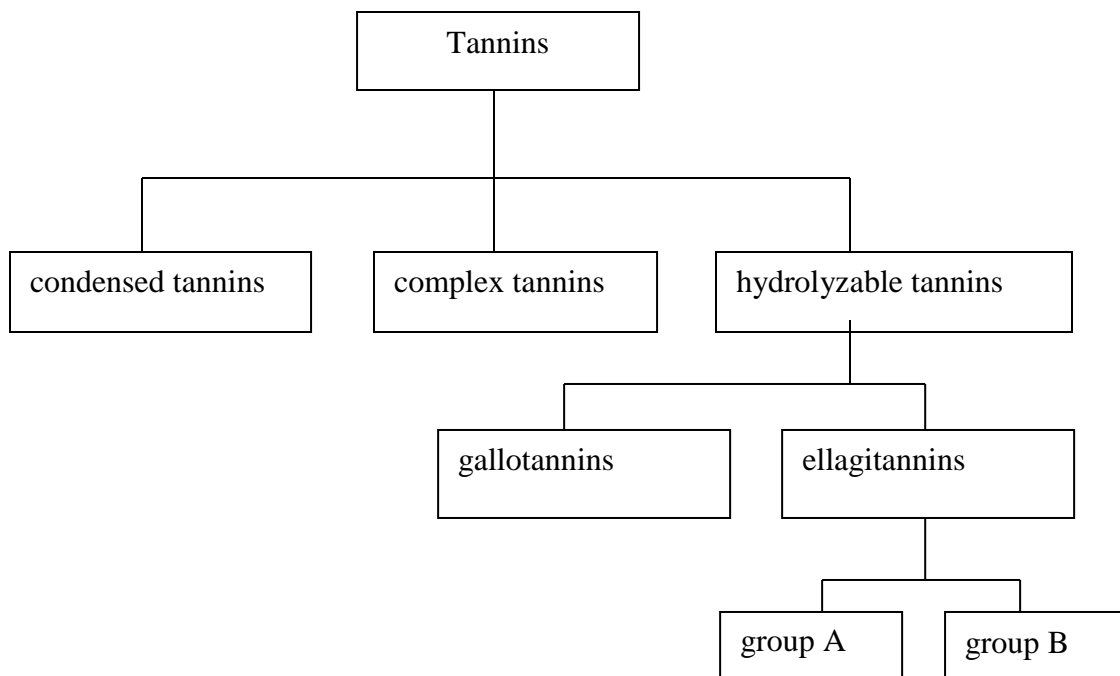 Tannins
condensed tannins
complex tannins
hydrolyzable tannins
gallotannins
ellagitannins
group A
group B